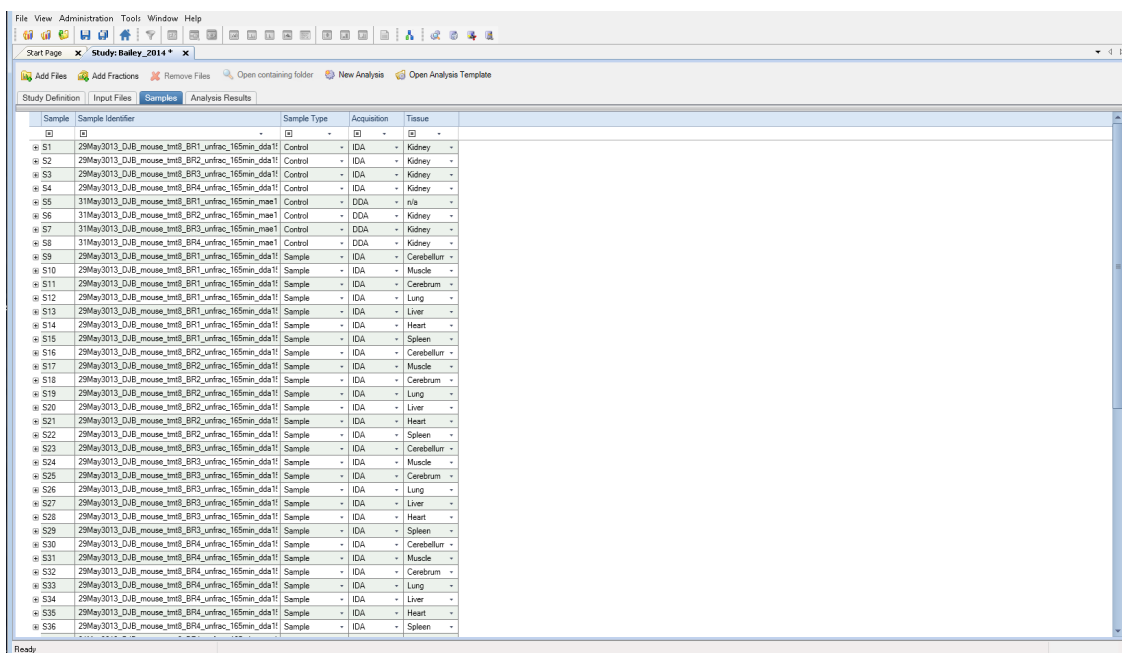 File View Administration Tools Window Help
Start Page x Study: Bailey_2014 * x
Add Files Add Fractions Remove Files Open containing folder New Analysis Open Analysis Template
Study Definition Input Files Samples Analysis Results
Sample Sample Identifier Sample Type Acquisition Tissue
S1 29May3013_DJB_mouse_tmt8_BR1_unfrac_165min_dda1 Control IDA Kidney
S2 29May3013_DJB_mouse_tmt8_BR2_unfrac_165min_dda1 Control IDA Kidney
S3 29May3013_DJB_mouse_tmt8_BR3_unfrac_165min_dda1 Control IDA Kidney
S4 29May3013_DJB_mouse_tmt8_BR4_unfrac_165min_dda1 Control IDA Kidney
S5 31May3013_DJB_mouse_tmt8_BR1_unfrac_165min_mae1 Control DDA n/a
S6 31May3013_DJB_mouse_tmt8_BR2_unfrac_165min_mae1 Control DDA Kidney
S7 31May3013_DJB_mouse_tmt8_BR3_unfrac_165min_mae1 Control DDA Kidney
S8 31May3013_DJB_mouse_tmt8_BR4_unfrac_165min_mae1 Control DDA Kidney
S9 29May3013_DJB_mouse_tmt8_BR1_unfrac_165min_dda1 Sample IDA Cerebellum
S10 29May3013_DJB_mouse_tmt8_BR1_unfrac_165min_dda1 Sample IDA Muscle
S11 29May3013_DJB_mouse_tmt8_BR1_unfrac_165min_dda1 Sample IDA Cerebrum
S12 29May3013_DJB_mouse_tmt8_BR1_unfrac_165min_dda1 Sample IDA Lung
S13 29May3013_DJB_mouse_tmt8_BR1_unfrac_165min_dda1 Sample IDA Liver
S14 29May3013_DJB_mouse_tmt8_BR1_unfrac_165min_dda1 Sample IDA Heart
S15 29May3013_DJB_mouse_tmt8_BR1_unfrac_165min_dda1 Sample IDA Spleen
S16 29May3013_DJB_mouse_tmt8_BR2_unfrac_165min_dda1 Sample IDA Cerebellum
S17 29May3013_DJB_mouse_tmt8_BR2_unfrac_165min_dda1 Sample IDA Muscle
S18 29May3013_DJB_mouse_tmt8_BR2_unfrac_165min_dda1 Sample IDA Cerebrum
S19 29May3013_DJB_mouse_tmt8_BR2_unfrac_165min_dda1 Sample IDA Lung
S20 29May3013_DJB_mouse_tmt8_BR2_unfrac_165min_dda1 Sample IDA Liver
S21 29May3013_DJB_mouse_tmt8_BR2_unfrac_165min_dda1 Sample IDA Heart
S22 29May3013_DJB_mouse_tmt8_BR2_unfrac_165min_dda1 Sample IDA Spleen
S23 29May3013_DJB_mouse_tmt8_BR3_unfrac_165min_dda1 Sample IDA Cerebellum
S24 29May3013_DJB_mouse_tmt8_BR3_unfrac_165min_dda1 Sample IDA Muscle
S25 29May3013_DJB_mouse_tmt8_BR3_unfrac_165min_dda1 Sample IDA Cerebrum
S26 29May3013_DJB_mouse_tmt8_BR3_unfrac_165min_dda1 Sample IDA Lung
S27 29May3013_DJB_mouse_tmt8_BR3_unfrac_165min_dda1 Sample IDA Liver
S28 29May3013_DJB_mouse_tmt8_BR3_unfrac_165min_dda1 Sample IDA Heart
S29 29May3013_DJB_mouse_tmt8_BR3_unfrac_165min_dda1 Sample IDA Spleen
S30 29May3013_DJB_mouse_tmt8_BR4_unfrac_165min_dda1 Sample IDA Cerebellum
S31 29May3013_DJB_mouse_tmt8_BR4_unfrac_165min_dda1 Sample IDA Muscle
S32 29May3013_DJB_mouse_tmt8_BR4_unfrac_165min_dda1 Sample IDA Cerebrum
S33 29May3013_DJB_mouse_tmt8_BR4_unfrac_165min_dda1 Sample IDA Lung
S34 29May3013_DJB_mouse_tmt8_BR4_unfrac_165min_dda1 Sample IDA Liver
S35 29May3013_DJB_mouse_tmt8_BR4_unfrac_165min_dda1 Sample IDA Heart
S36 29May3013_DJB_mouse_tmt8_BR4_unfrac_165min_dda1 Sample IDA Spleen
Ready